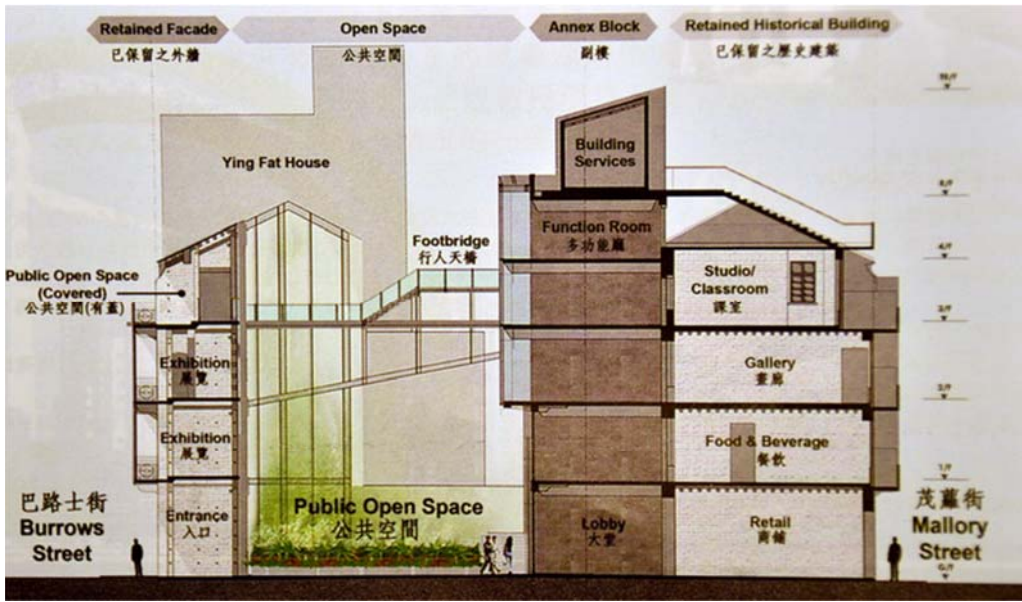 Retained Facade
已保留之外牆
Open Space
公共空間
Annex Block
副樓
Retained Historical Building
已保留之歷史建築
Ying Fat House
Building
Services
Function Room
多功能廳
Footbridge
行人天橋
Public Open Space
(Covered)
公共空間(有蓋)
Studio/
Classroom
課室
Exhibition
展覽
Gallery
畫廊
Exhibition
展覽
Food & Beverage
餐飲
巴路士街
Burrows
Street
Entrance
入口
Public Open Space
公共空間
Lobby
大堂
Retail
商舖
茂蘿街
Mallory
Street
4/F
3/F
2/F
1/F
G/F